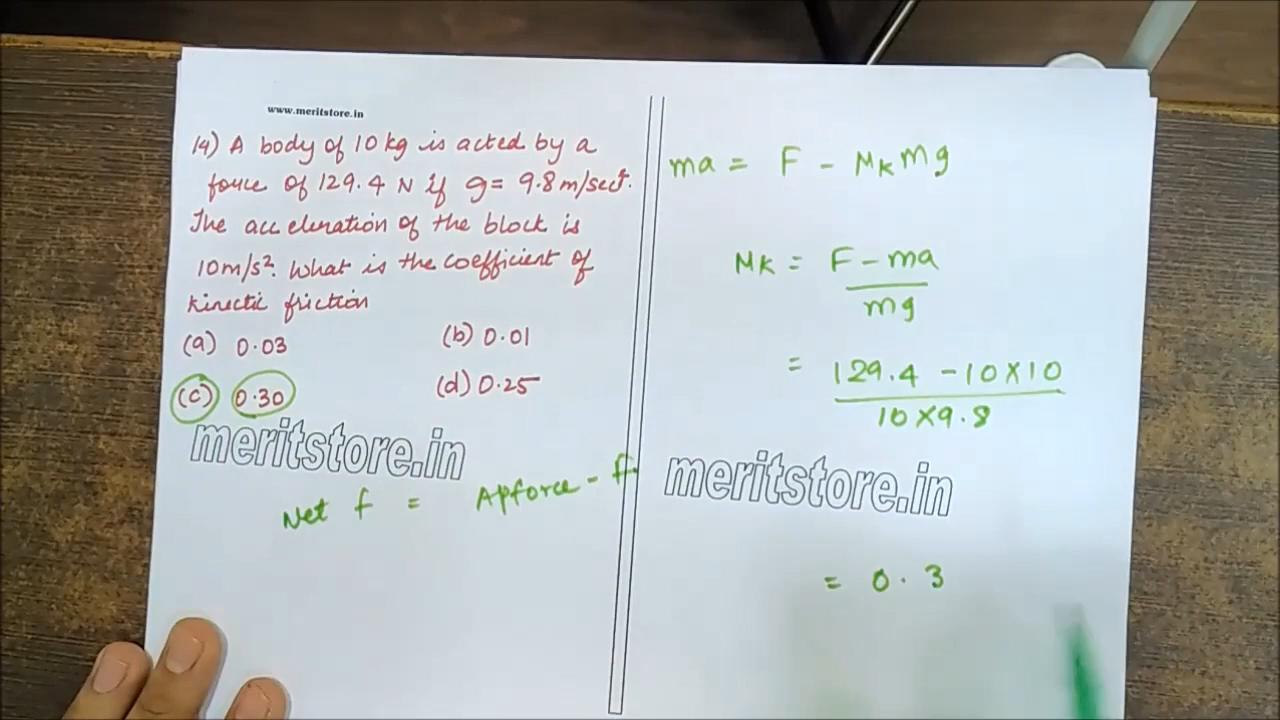 www.meritstore.in
14) A body of 10 kg is acted by a
force of 129.4 N if g= 9.8 m/sec².
The acceleration of the block is
10m/s². What is the coefficient of
kinectic friction
(a) 0.03 (b) 0.01
(c) 0.30 (d) 0.25
meritstore.in
Net f = Apforce - f.
ma = F - μk mg
μk = F - ma
mg
= 129.4 - 10×10
10×9.8
meritstore.in
= 0.3